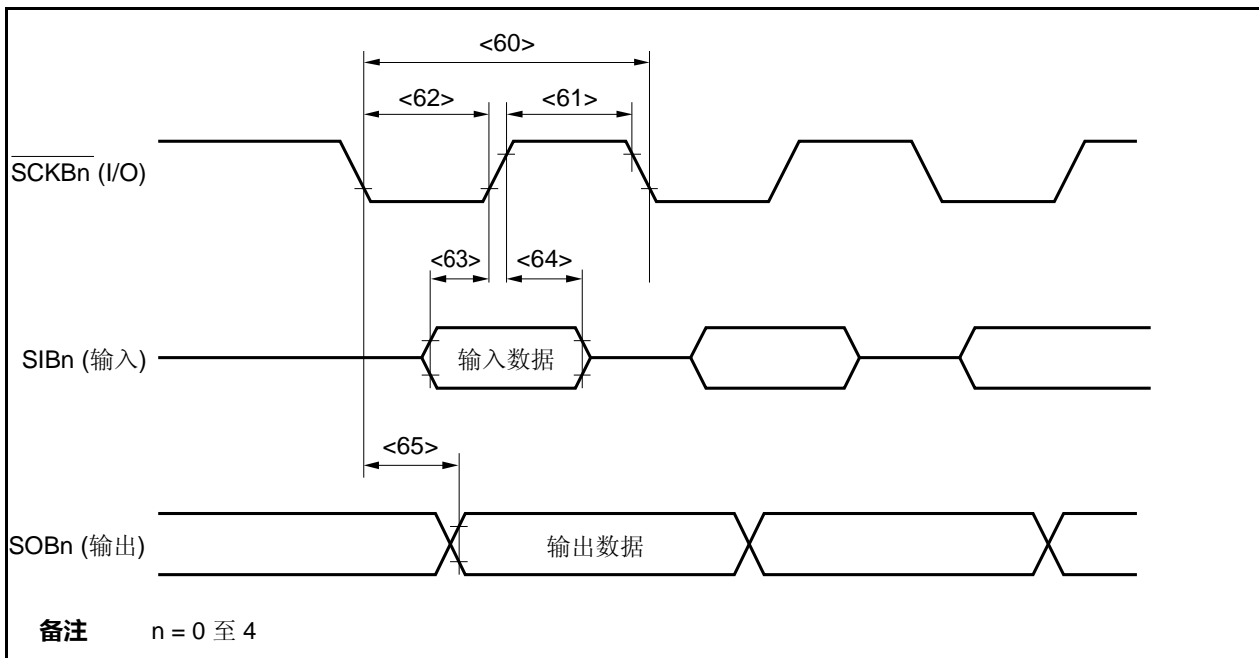 <60>
<62> <61>
SCKBn (I/O)
<63> <64>
SIBn (输入) 输入数据
<65>
SOBn (输出) 输出数据
备注 n = 0 至 4